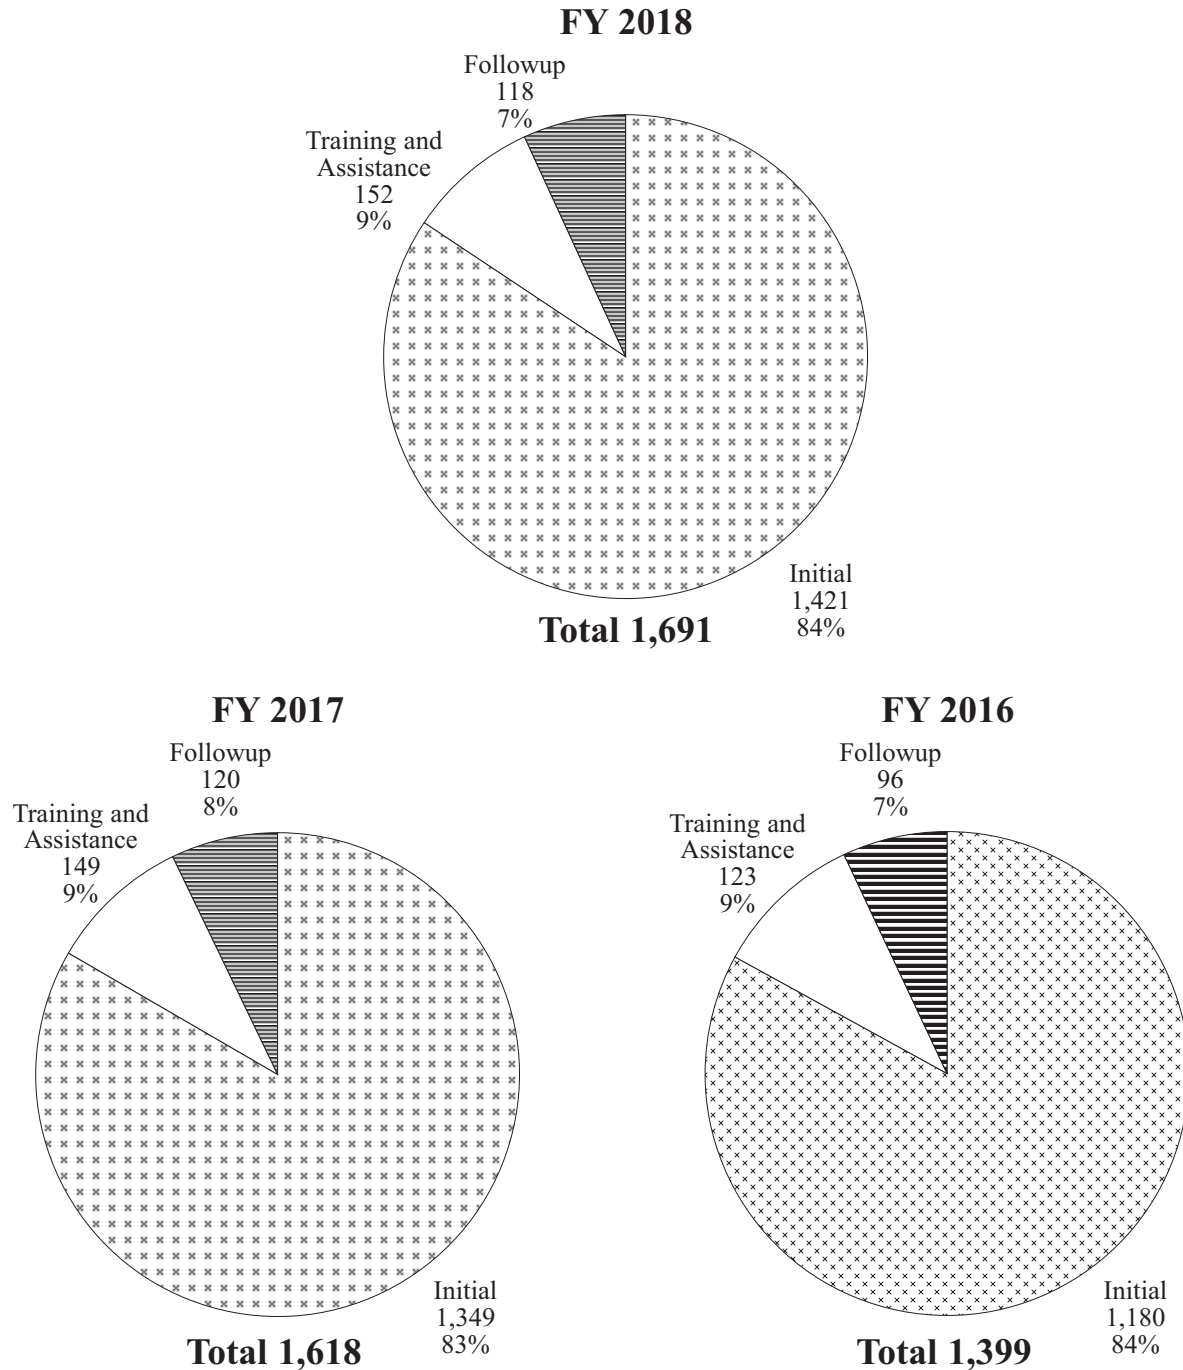 FY 2018
Followup
118
7%
Training and
Assistance
152
9%
Initial
1,421
84%
Total 1,691
FY 2017
Followup
120
8%
Training and
Assistance
149
9%
Initial
1,349
83%
Total 1,618
FY 2016
Followup
96
7%
Training and
Assistance
123
9%
Initial
1,180
84%
Total 1,399